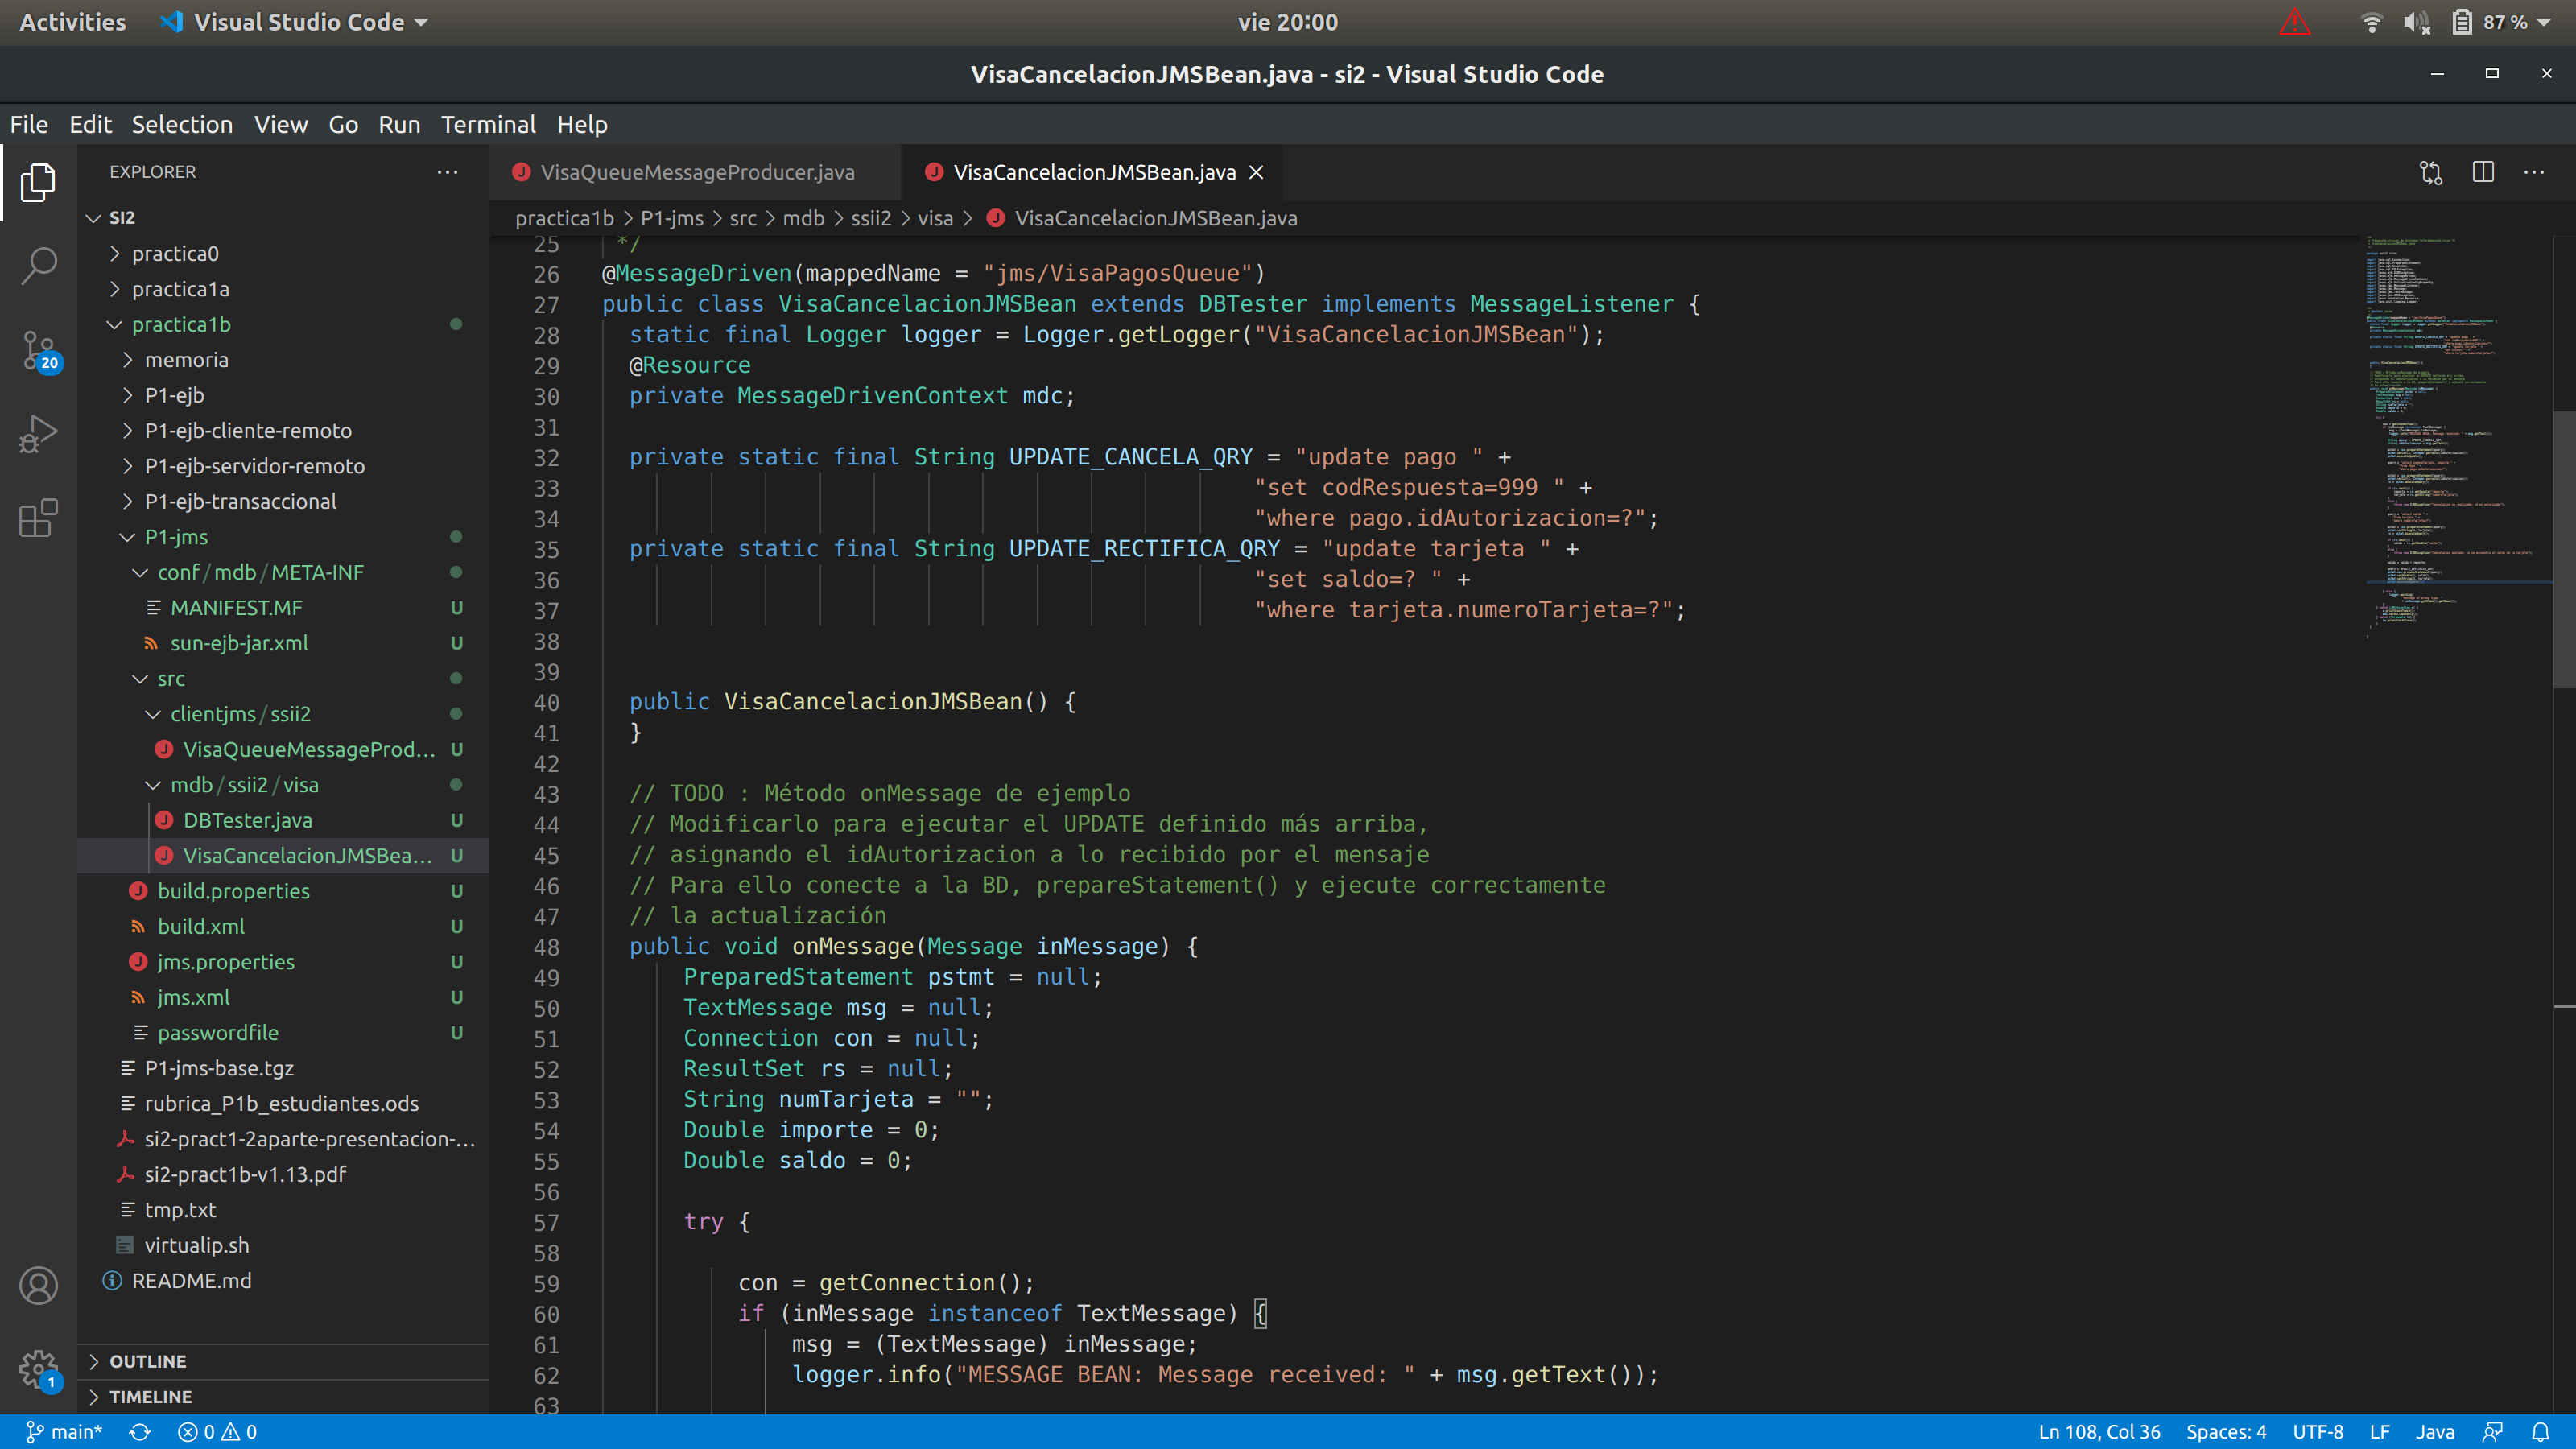 Activities Visual Studio Code vie 20:00 87 %
VisaCancelacionJMSBean.java - si2 - Visual Studio Code
File Edit Selection View Go Run Terminal Help
EXPLORER
SI2
practica0
practica1a
practica1b
memoria
P1-ejb
P1-ejb-cliente-remoto
P1-ejb-servidor-remoto
P1-ejb-transaccional
P1-jms
conf/mdb/META-INF
MANIFEST.MF U
sun-ejb-jar.xml U
src
clientjms/ssii2
VisaQueueMessageProd... U
mdb/ssii2/visa
DBTester.java U
VisaCancelacionJMSBea... U
build.properties U
build.xml U
jms.properties U
jms.xml U
passwordfile U
P1-jms-base.tgz
rubrica_P1b_estudiantes.ods
si2-pract1-2aparte-presentacion-...
si2-pract1b-v1.13.pdf
tmp.txt
virtualip.sh
README.md
OUTLINE
TIMELINE
20
1
VisaQueueMessageProducer.java VisaCancelacionJMSBean.java
practica1b > P1-jms > src > mdb > ssii2 > visa > VisaCancelacionJMSBean.java
25 */
26 @MessageDriven(mappedName = "jms/VisaPagosQueue")
27 public class VisaCancelacionJMSBean extends DBTester implements MessageListener {
28 static final Logger logger = Logger.getLogger("VisaCancelacionJMSBean");
29 @Resource
30 private MessageDrivenContext mdc;
31
32 private static final String UPDATE_CANCELA_QRY = "update pago " +
33 "set codRespuesta=999 " +
34 "where pago.idAutorizacion=?";
35 private static final String UPDATE_RECTIFICA_QRY = "update tarjeta " +
36 "set saldo=? " +
37 "where tarjeta.numeroTarjeta=?";
38
39
40 public VisaCancelacionJMSBean() {
41 }
42
43 // TODO : Método onMessage de ejemplo
44 // Modificarlo para ejecutar el UPDATE definido más arriba,
45 // asignando el idAutorizacion a lo recibido por el mensaje
46 // Para ello conecte a la BD, prepareStatement() y ejecute correctamente
47 // la actualización
48 public void onMessage(Message inMessage) {
49 PreparedStatement pstmt = null;
50 TextMessage msg = null;
51 Connection con = null;
52 ResultSet rs = null;
53 String numTarjeta = "";
54 Double importe = 0;
55 Double saldo = 0;
56
57 try {
58
59 con = getConnection();
60 if (inMessage instanceof TextMessage) {
61 msg = (TextMessage) inMessage;
62 logger.info("MESSAGE BEAN: Message received: " + msg.getText());
63
main* 0 0 Ln 108, Col 36 Spaces: 4 UTF-8 LF Java